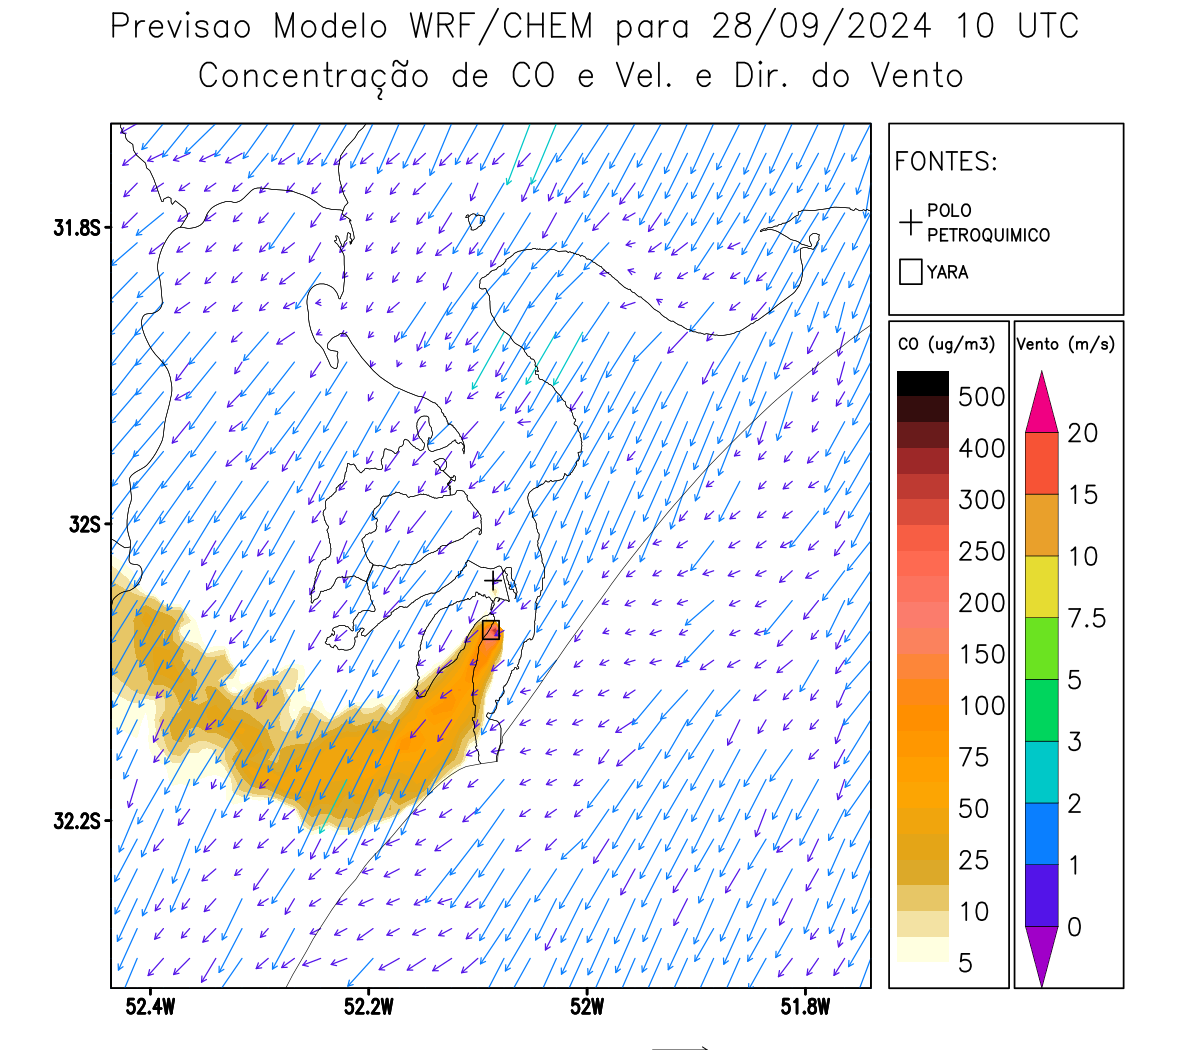 Previsao Modelo WRF/CHEM para 28/09/2024 10 UTC
Concentração de CO e Vel. e Dir. do Vento
FONTES:
POLO
PETROQUIMICO
YARA
31.8S
32S
32.2S
52.4W
52.2W
52W
51.8W
CO (ug/m3)
500
400
300
250
200
150
100
75
50
25
10
5
Vento (m/s)
20
15
10
7.5
5
3
2
1
0